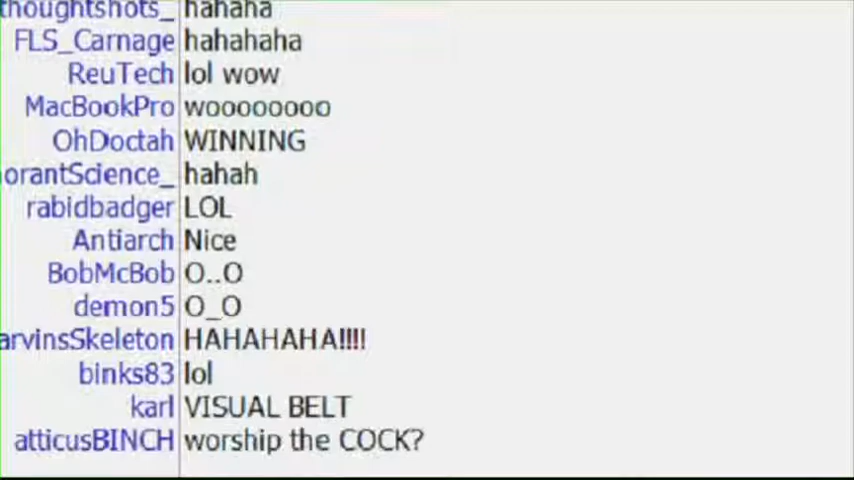 thoughtshots_ hahaha
FLS_Carnage hahahaha
ReuTech lol wow
MacBookPro woooooooo
OhDoctah WINNING
orantScience_ hahah
rabidbadger LOL
Antiarch Nice
BobMcBob O..O
demon5 O_O
arvinsSkeleton HAHAHAHA!!!!
binks83 lol
karl VISUAL BELT
atticusBINCH worship the COCK?